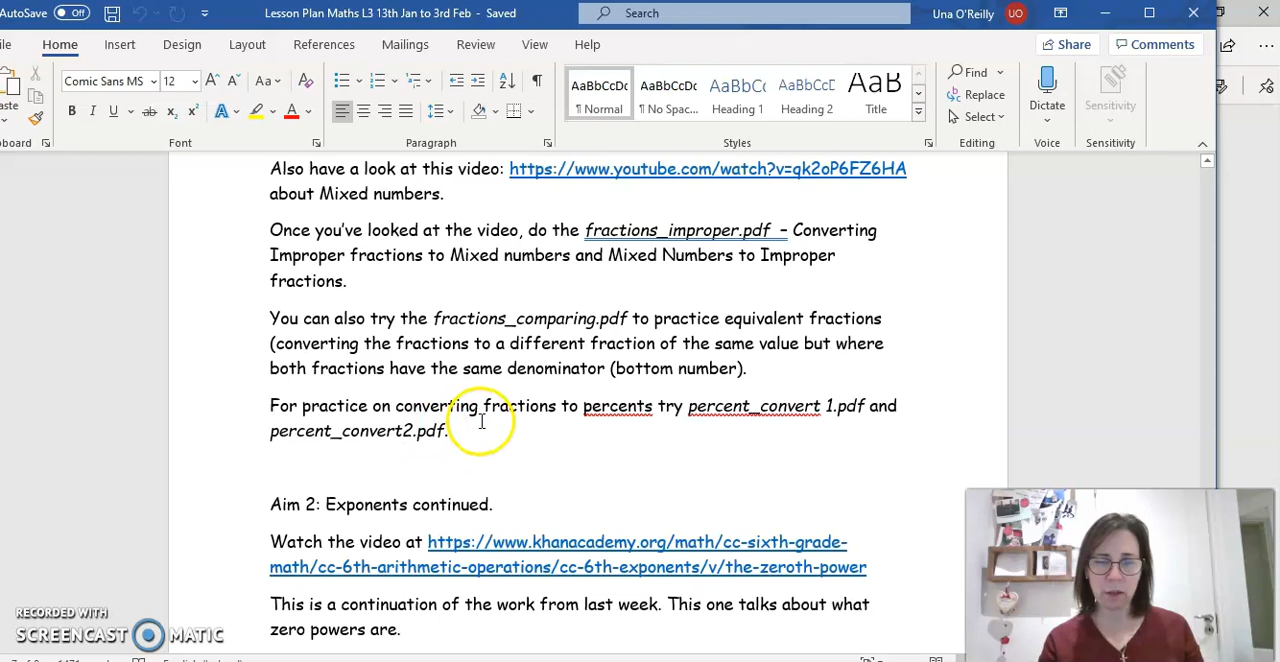 AutoSave Off Lesson Plan Maths L3 13th Jan to 3rd Feb - Saved Search Una O'Reilly UO
Home Insert Design Layout References Mailings Review View Help Share Comments
Comic Sans MS 12 Aa AaBbCcDc AaBbCcDc AaBbCc AaBbCcD AaB Find
Replace
Select
Normal No Spac... Heading 1 Heading 2 Title Dictate Sensitivity
Font Paragraph Styles Editing Voice Sensitivity
Also have a look at this video: https://www.youtube.com/watch?v=qk2oP6FZ6HA
about Mixed numbers.
Once you've looked at the video, do the fractions_improper.pdf – Converting
Improper fractions to Mixed numbers and Mixed Numbers to Improper
fractions.
You can also try the fractions_comparing.pdf to practice equivalent fractions
(converting the fractions to a different fraction of the same value but where
both fractions have the same denominator (bottom number).
For practice on converting fractions to percents try percent_convert 1.pdf and
percent_convert2.pdf.
Aim 2: Exponents continued.
Watch the video at https://www.khanacademy.org/math/cc-sixth-grade-
math/cc-6th-arithmetic-operations/cc-6th-exponents/v/the-zeroth-power
This is a continuation of the work from last week. This one talks about what
zero powers are.
RECORDED WITH
SCREENCAST MATIC